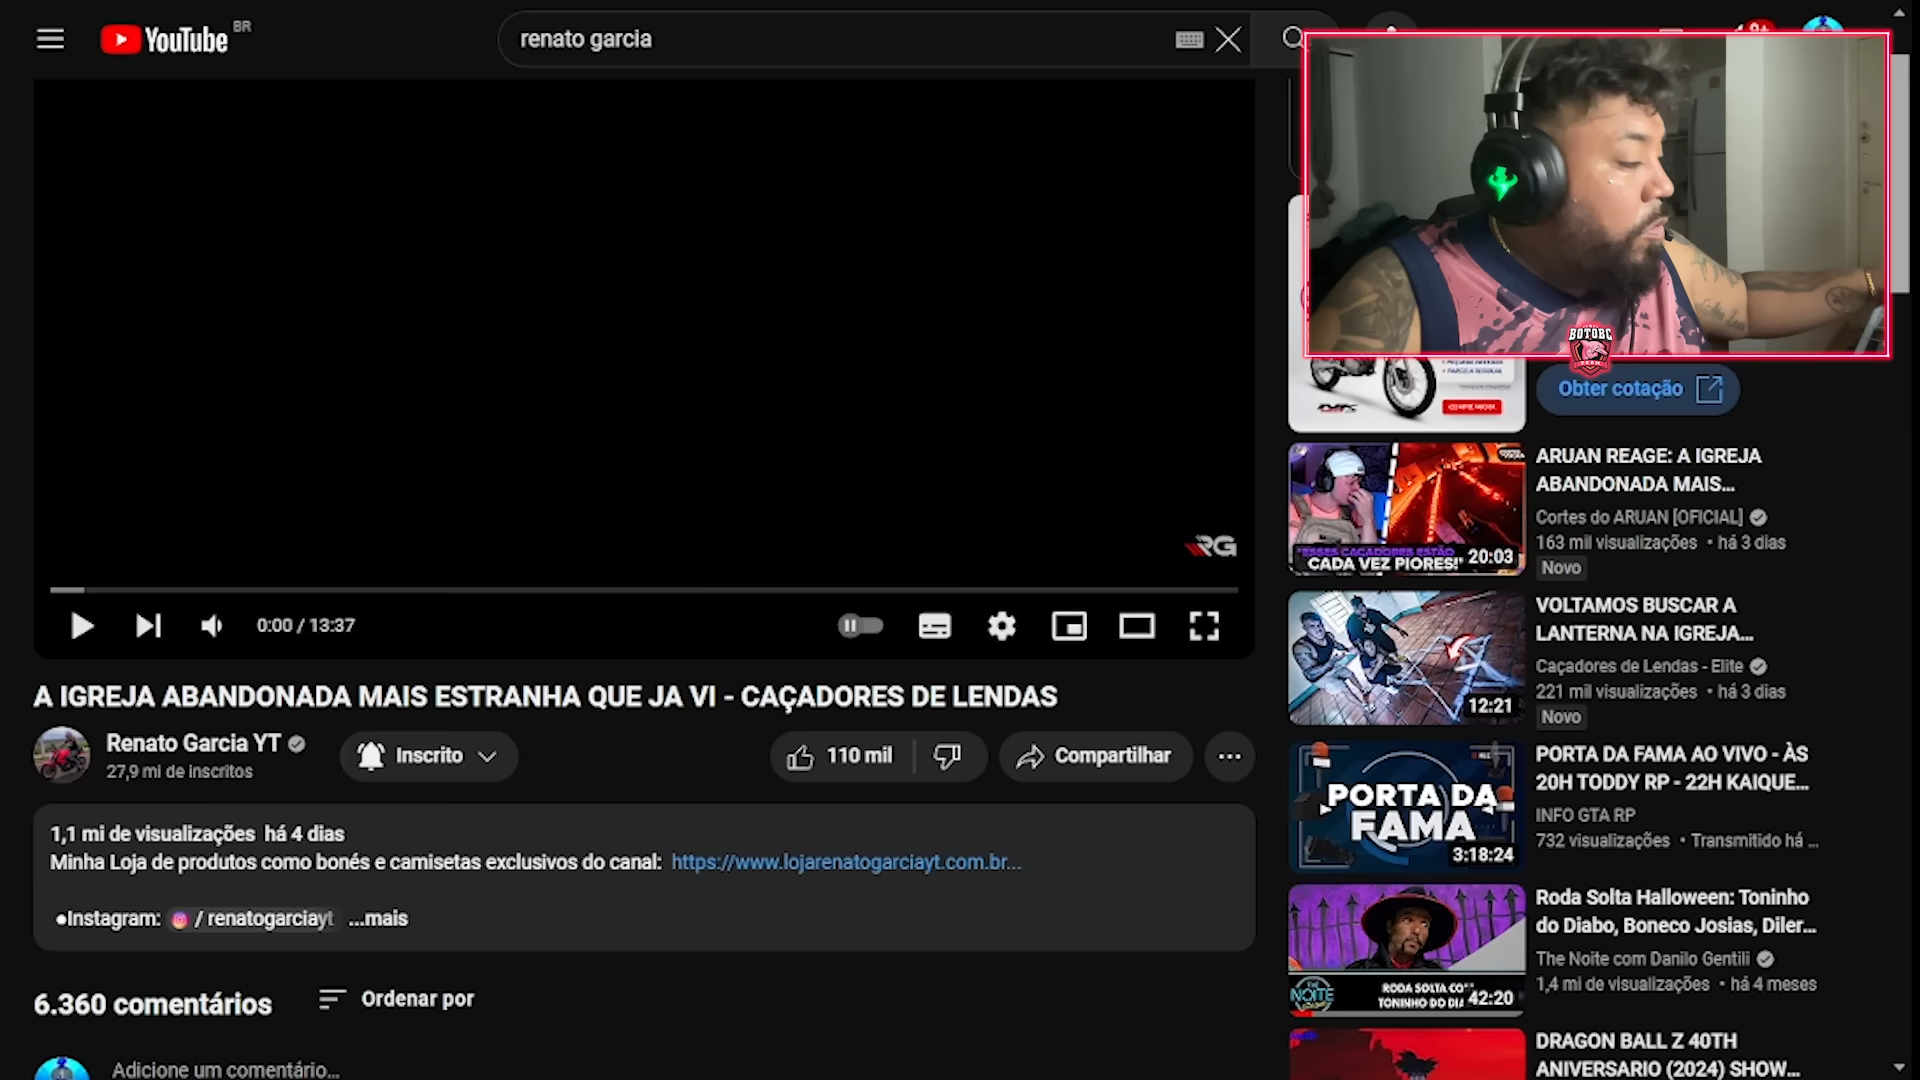 YouTube BR
renato garcia
RG
0:00 / 13:37
A IGREJA ABANDONADA MAIS ESTRANHA QUE JA VI - CAÇADORES DE LENDAS
Renato Garcia YT
27,9 mi de inscritos
Inscrito
110 mil
Compartilhar
1,1 mi de visualizações há 4 dias
Minha Loja de produtos como bonés e camisetas exclusivos do canal: https://www.lojarenatogarciayt.com.br...
●Instagram: / renatogarciayt ...mais
6.360 comentários
Ordenar por
Adicione um comentário...
BOTOBC
Obter cotação
"ESSES CAÇADORES ESTÃO
CADA VEZ PIORES!"
20:03
ARUAN REAGE: A IGREJA
ABANDONADA MAIS...
Cortes do ARUAN [OFICIAL]
163 mil visualizações • há 3 dias
Novo
12:21
VOLTAMOS BUSCAR A
LANTERNA NA IGREJA...
Caçadores de Lendas - Elite
221 mil visualizações • há 3 dias
Novo
PORTA DA
FAMA
3:18:24
PORTA DA FAMA AO VIVO - ÀS
20H TODDY RP - 22H KAIQUE...
INFO GTA RP
732 visualizações • Transmitido há ...
THE
NOITE
RODA SOLTA CO
TONINHO DO DIA
42:20
Roda Solta Halloween: Toninho
do Diabo, Boneco Josias, Diler...
The Noite com Danilo Gentili
1,4 mi de visualizações • há 4 meses
DRAGON BALL Z 40TH
ANIVERSARIO (2024) SHOW...